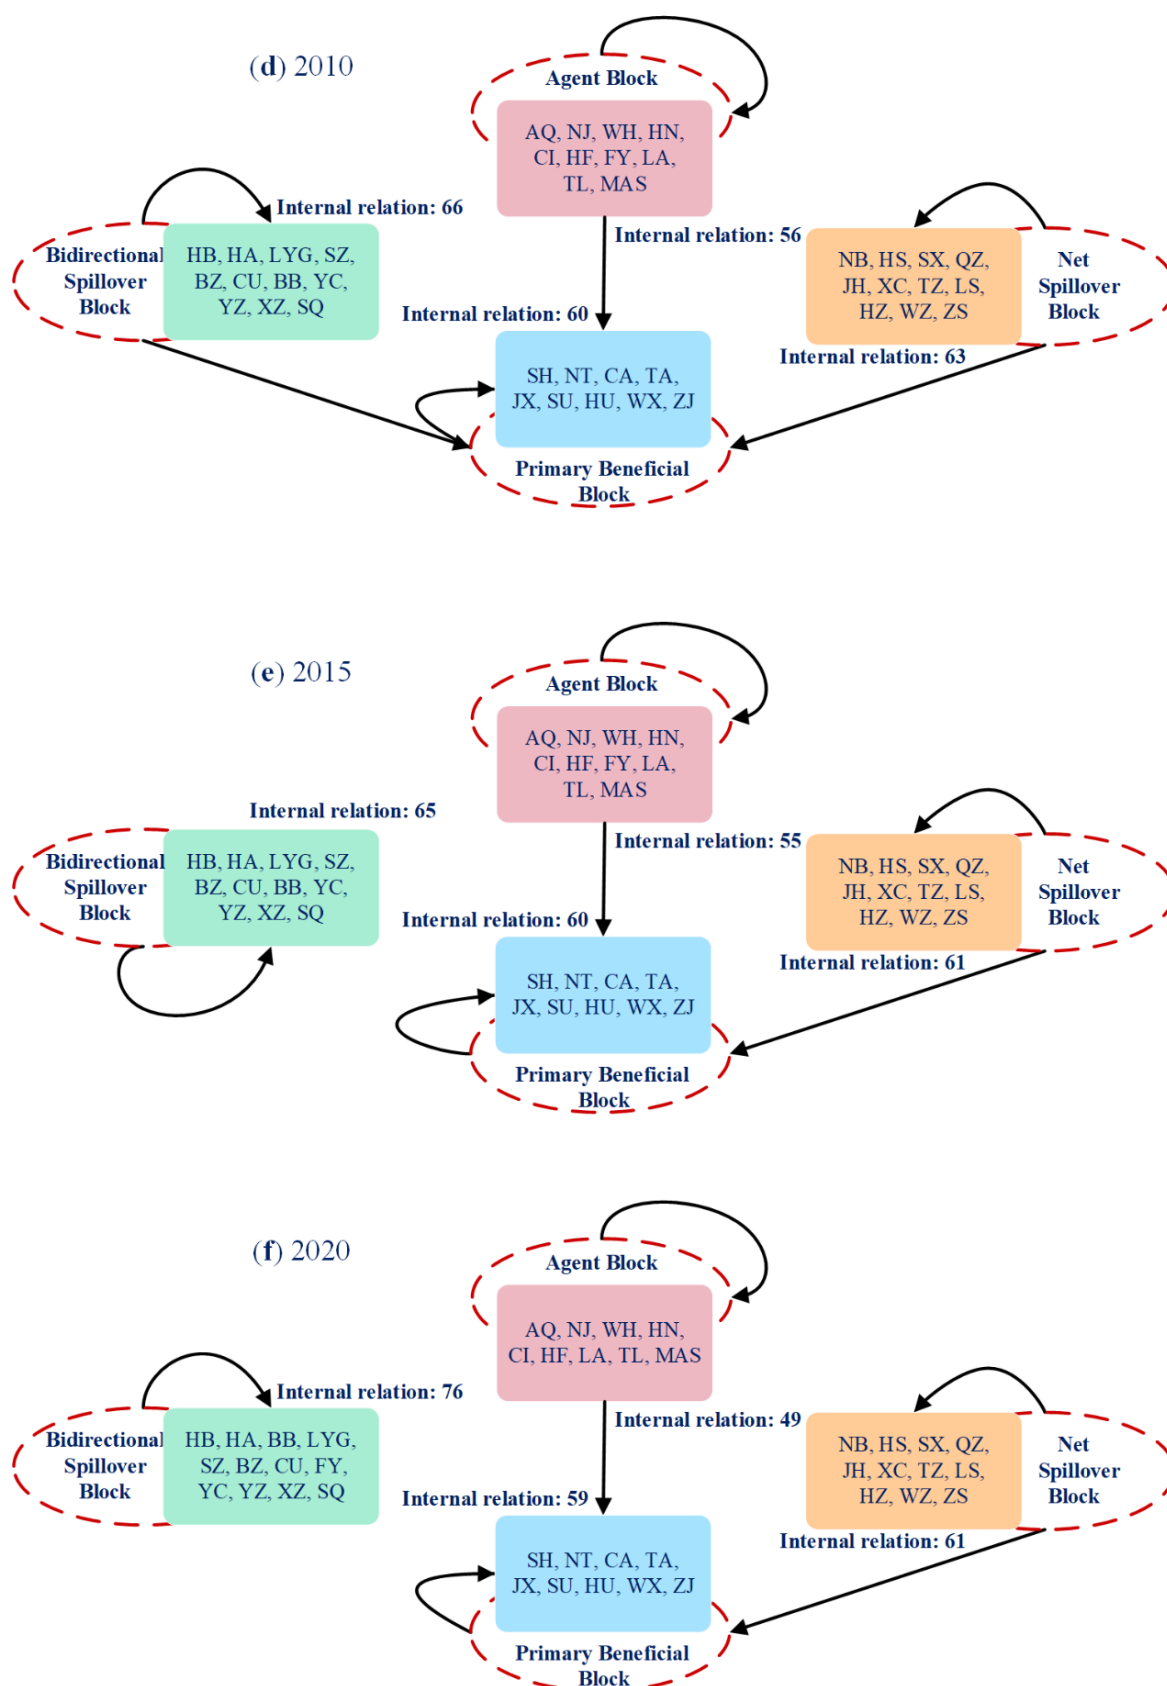 (d) 2010
Agent Block
AQ, NJ, WH, HN,
CI, HF, FY, LA,
TL, MAS
Internal relation: 66
Internal relation: 56
Bidirectional
Spillover
Block
HB, HA, LYG, SZ,
BZ, CU, BB, YC,
YZ, XZ, SQ
NB, HS, SX, QZ,
JH, XC, TZ, LS,
HZ, WZ, ZS
Net
Spillover
Block
Internal relation: 60
Internal relation: 63
SH, NT, CA, TA,
JX, SU, HU, WX, ZJ
Primary Beneficial
Block
(e) 2015
Agent Block
AQ, NJ, WH, HN,
CI, HF, FY, LA,
TL, MAS
Internal relation: 65
Internal relation: 55
Bidirectional
Spillover
Block
HB, HA, LYG, SZ,
BZ, CU, BB, YC,
YZ, XZ, SQ
NB, HS, SX, QZ,
JH, XC, TZ, LS,
HZ, WZ, ZS
Net
Spillover
Block
Internal relation: 60
Internal relation: 61
SH, NT, CA, TA,
JX, SU, HU, WX, ZJ
Primary Beneficial
Block
(f) 2020
Agent Block
AQ, NJ, WH, HN,
CI, HF, LA, TL, MAS
Internal relation: 76
Internal relation: 49
Bidirectional
Spillover
Block
HB, HA, BB, LYG,
SZ, BZ, CU, FY,
YC, YZ, XZ, SQ
NB, HS, SX, QZ,
JH, XC, TZ, LS,
HZ, WZ, ZS
Net
Spillover
Block
Internal relation: 59
Internal relation: 61
SH, NT, CA, TA,
JX, SU, HU, WX, ZJ
Primary Beneficial
Block